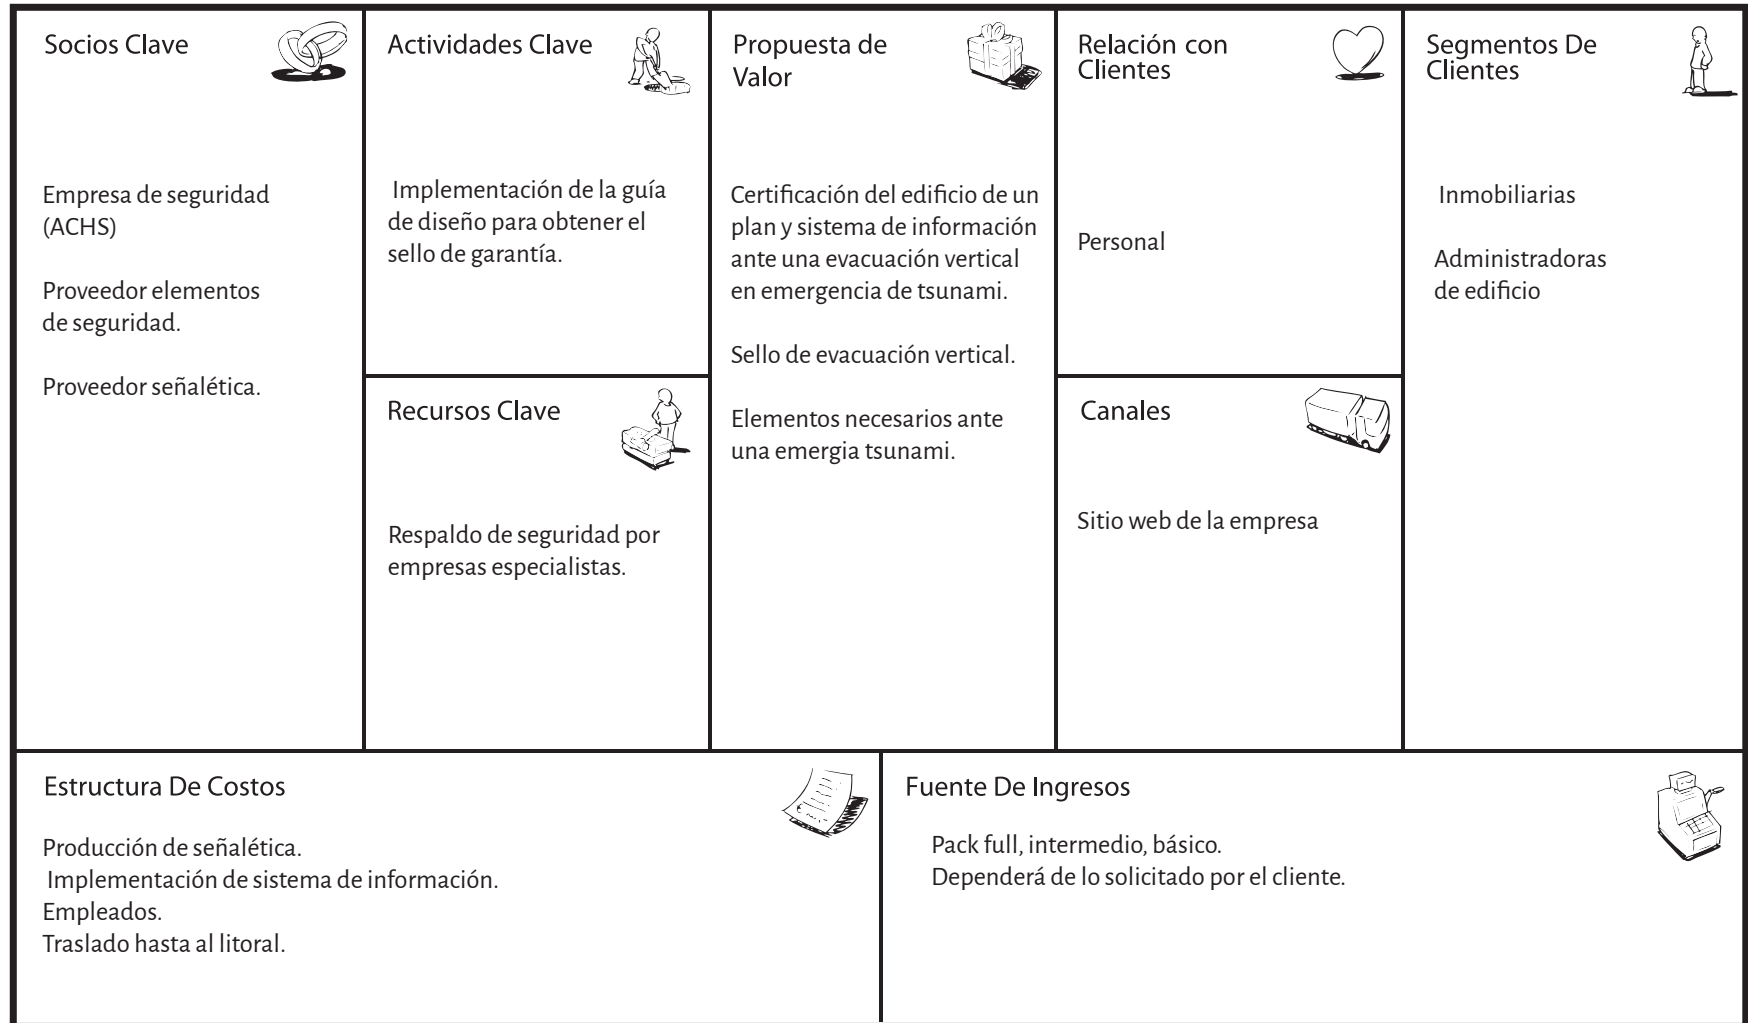 Socios Clave
Empresa de seguridad
(ACHS)
Proveedor elementos
de seguridad.
Proveedor señalética.
Actividades Clave
Implementación de la guía
de diseño para obtener el
sello de garantía.
Recursos Clave
Respaldo de seguridad por
empresas especialistas.
Propuesta de
Valor
Certificación del edificio de un
plan y sistema de información
ante una evacuación vertical
en emergencia de tsunami.
Sello de evacuación vertical.
Elementos necesarios ante
una emergia tsunami.
Relación con
Clientes
Personal
Canales
Sitio web de la empresa
Segmentos De
Clientes
Inmobiliarias
Administradoras
de edificio
Estructura De Costos
Producción de señalética.
Implementación de sistema de información.
Empleados.
Traslado hasta al litoral.
Fuente De Ingresos
Pack full, intermedio, básico.
Dependerá de lo solicitado por el cliente.